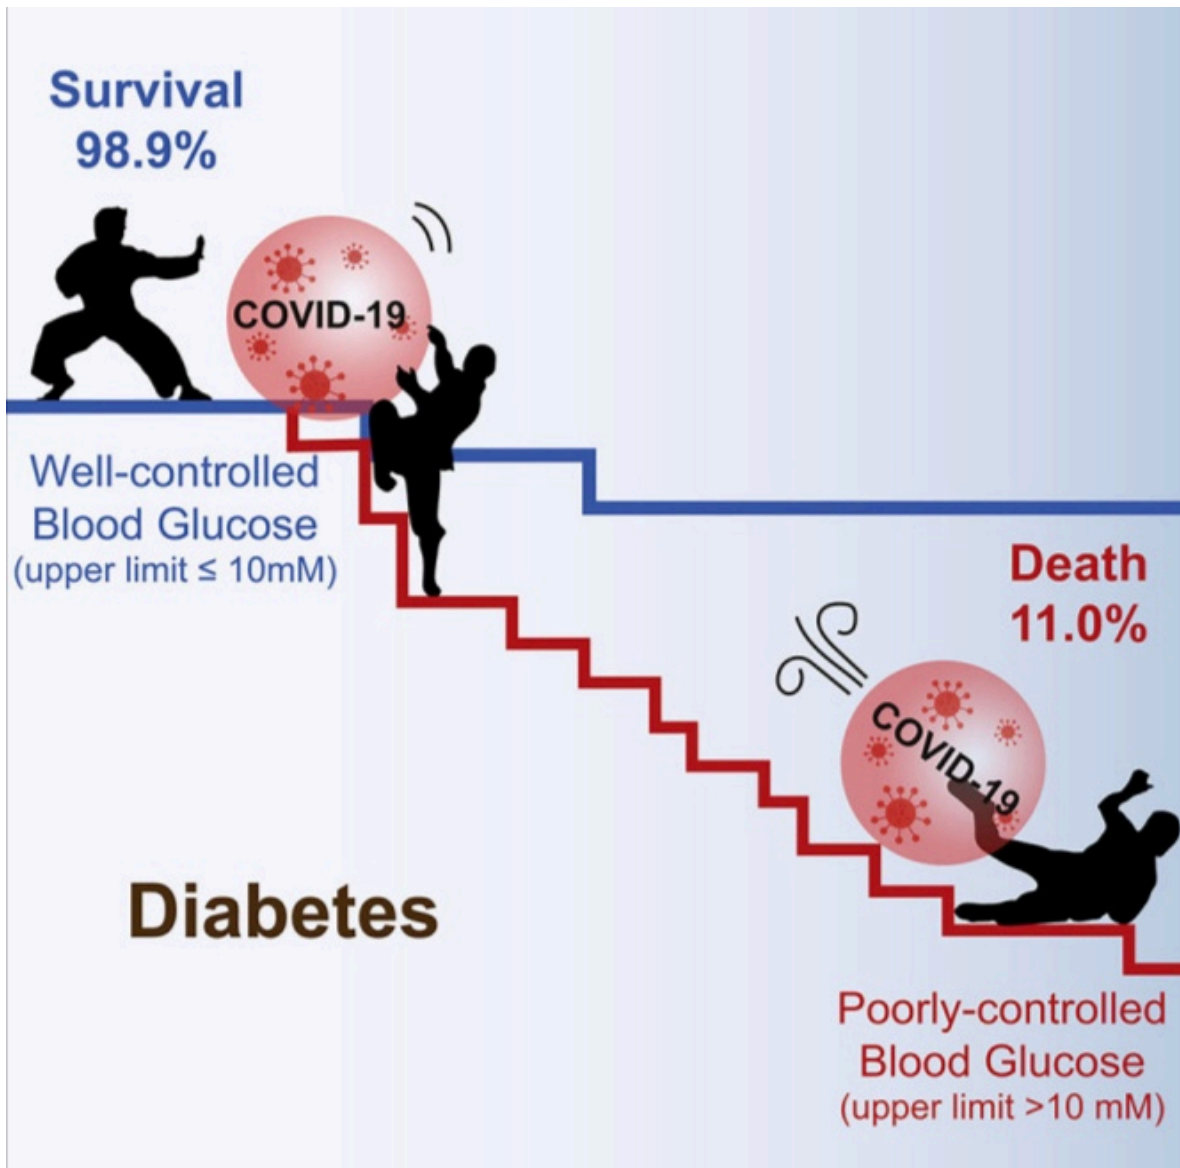 Survival
98.9%
COVID-19
Well-controlled
Blood Glucose
(upper limit ≤ 10mM)
Death
11.0%
COVID-19
Diabetes
Poorly-controlled
Blood Glucose
(upper limit >10 mM)